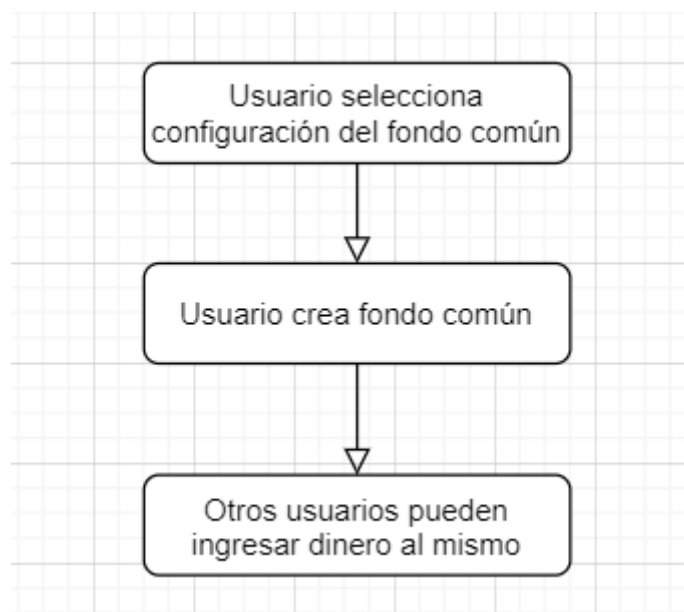 Usuario selecciona
configuración del fondo común
Usuario crea fondo común
Otros usuarios pueden
ingresar dinero al mismo